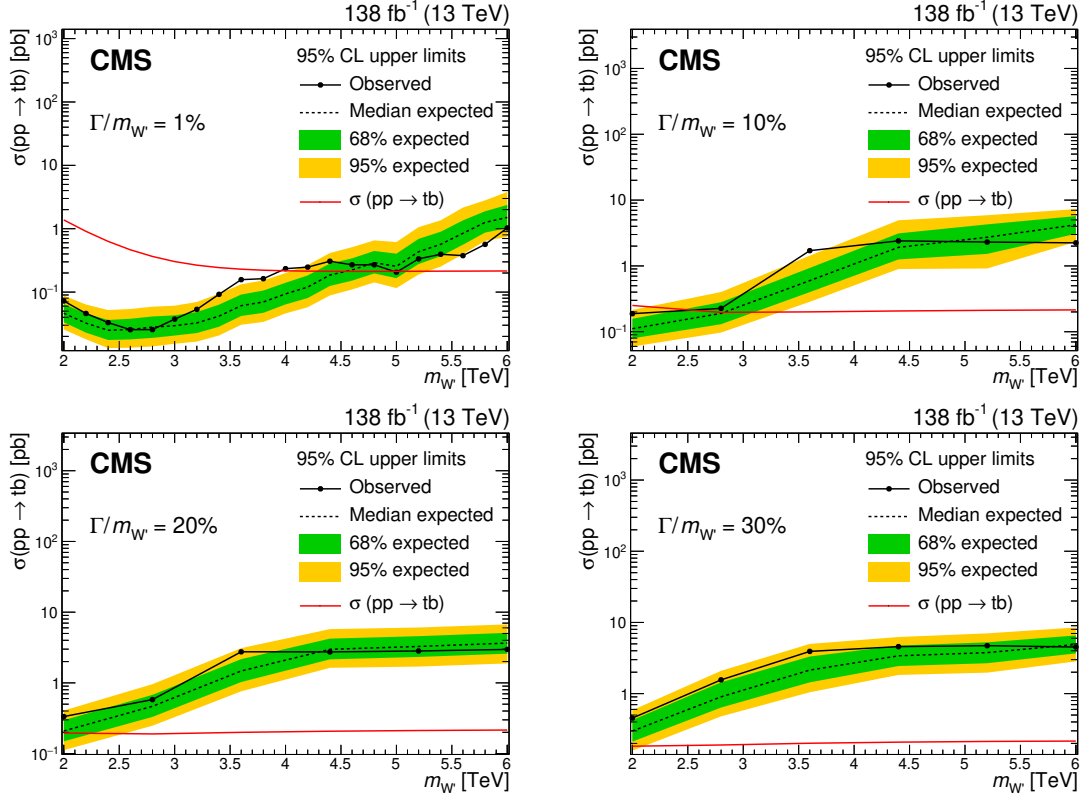 138 fb⁻¹ (13 TeV)
CMS
95% CL upper limits
Observed
Γ/m_W' = 1%
Median expected
68% expected
95% expected
σ (pp → tb)
σ(pp → tb) [pb]
10³
10²
10
1
10⁻¹
2 2.5 3 3.5 4 4.5 5 5.5 6
m_W' [TeV]
138 fb⁻¹ (13 TeV)
CMS
95% CL upper limits
Observed
Γ/m_W' = 10%
Median expected
68% expected
95% expected
σ (pp → tb)
σ(pp → tb) [pb]
10³
10²
10
1
10⁻¹
2 2.5 3 3.5 4 4.5 5 5.5 6
m_W' [TeV]
138 fb⁻¹ (13 TeV)
CMS
95% CL upper limits
Observed
Γ/m_W' = 20%
Median expected
68% expected
95% expected
σ (pp → tb)
σ(pp → tb) [pb]
10³
10²
10
1
10⁻¹
2 2.5 3 3.5 4 4.5 5 5.5 6
m_W' [TeV]
138 fb⁻¹ (13 TeV)
CMS
95% CL upper limits
Observed
Γ/m_W' = 30%
Median expected
68% expected
95% expected
σ (pp → tb)
σ(pp → tb) [pb]
10³
10²
10
1
2 2.5 3 3.5 4 4.5 5 5.5 6
m_W' [TeV]